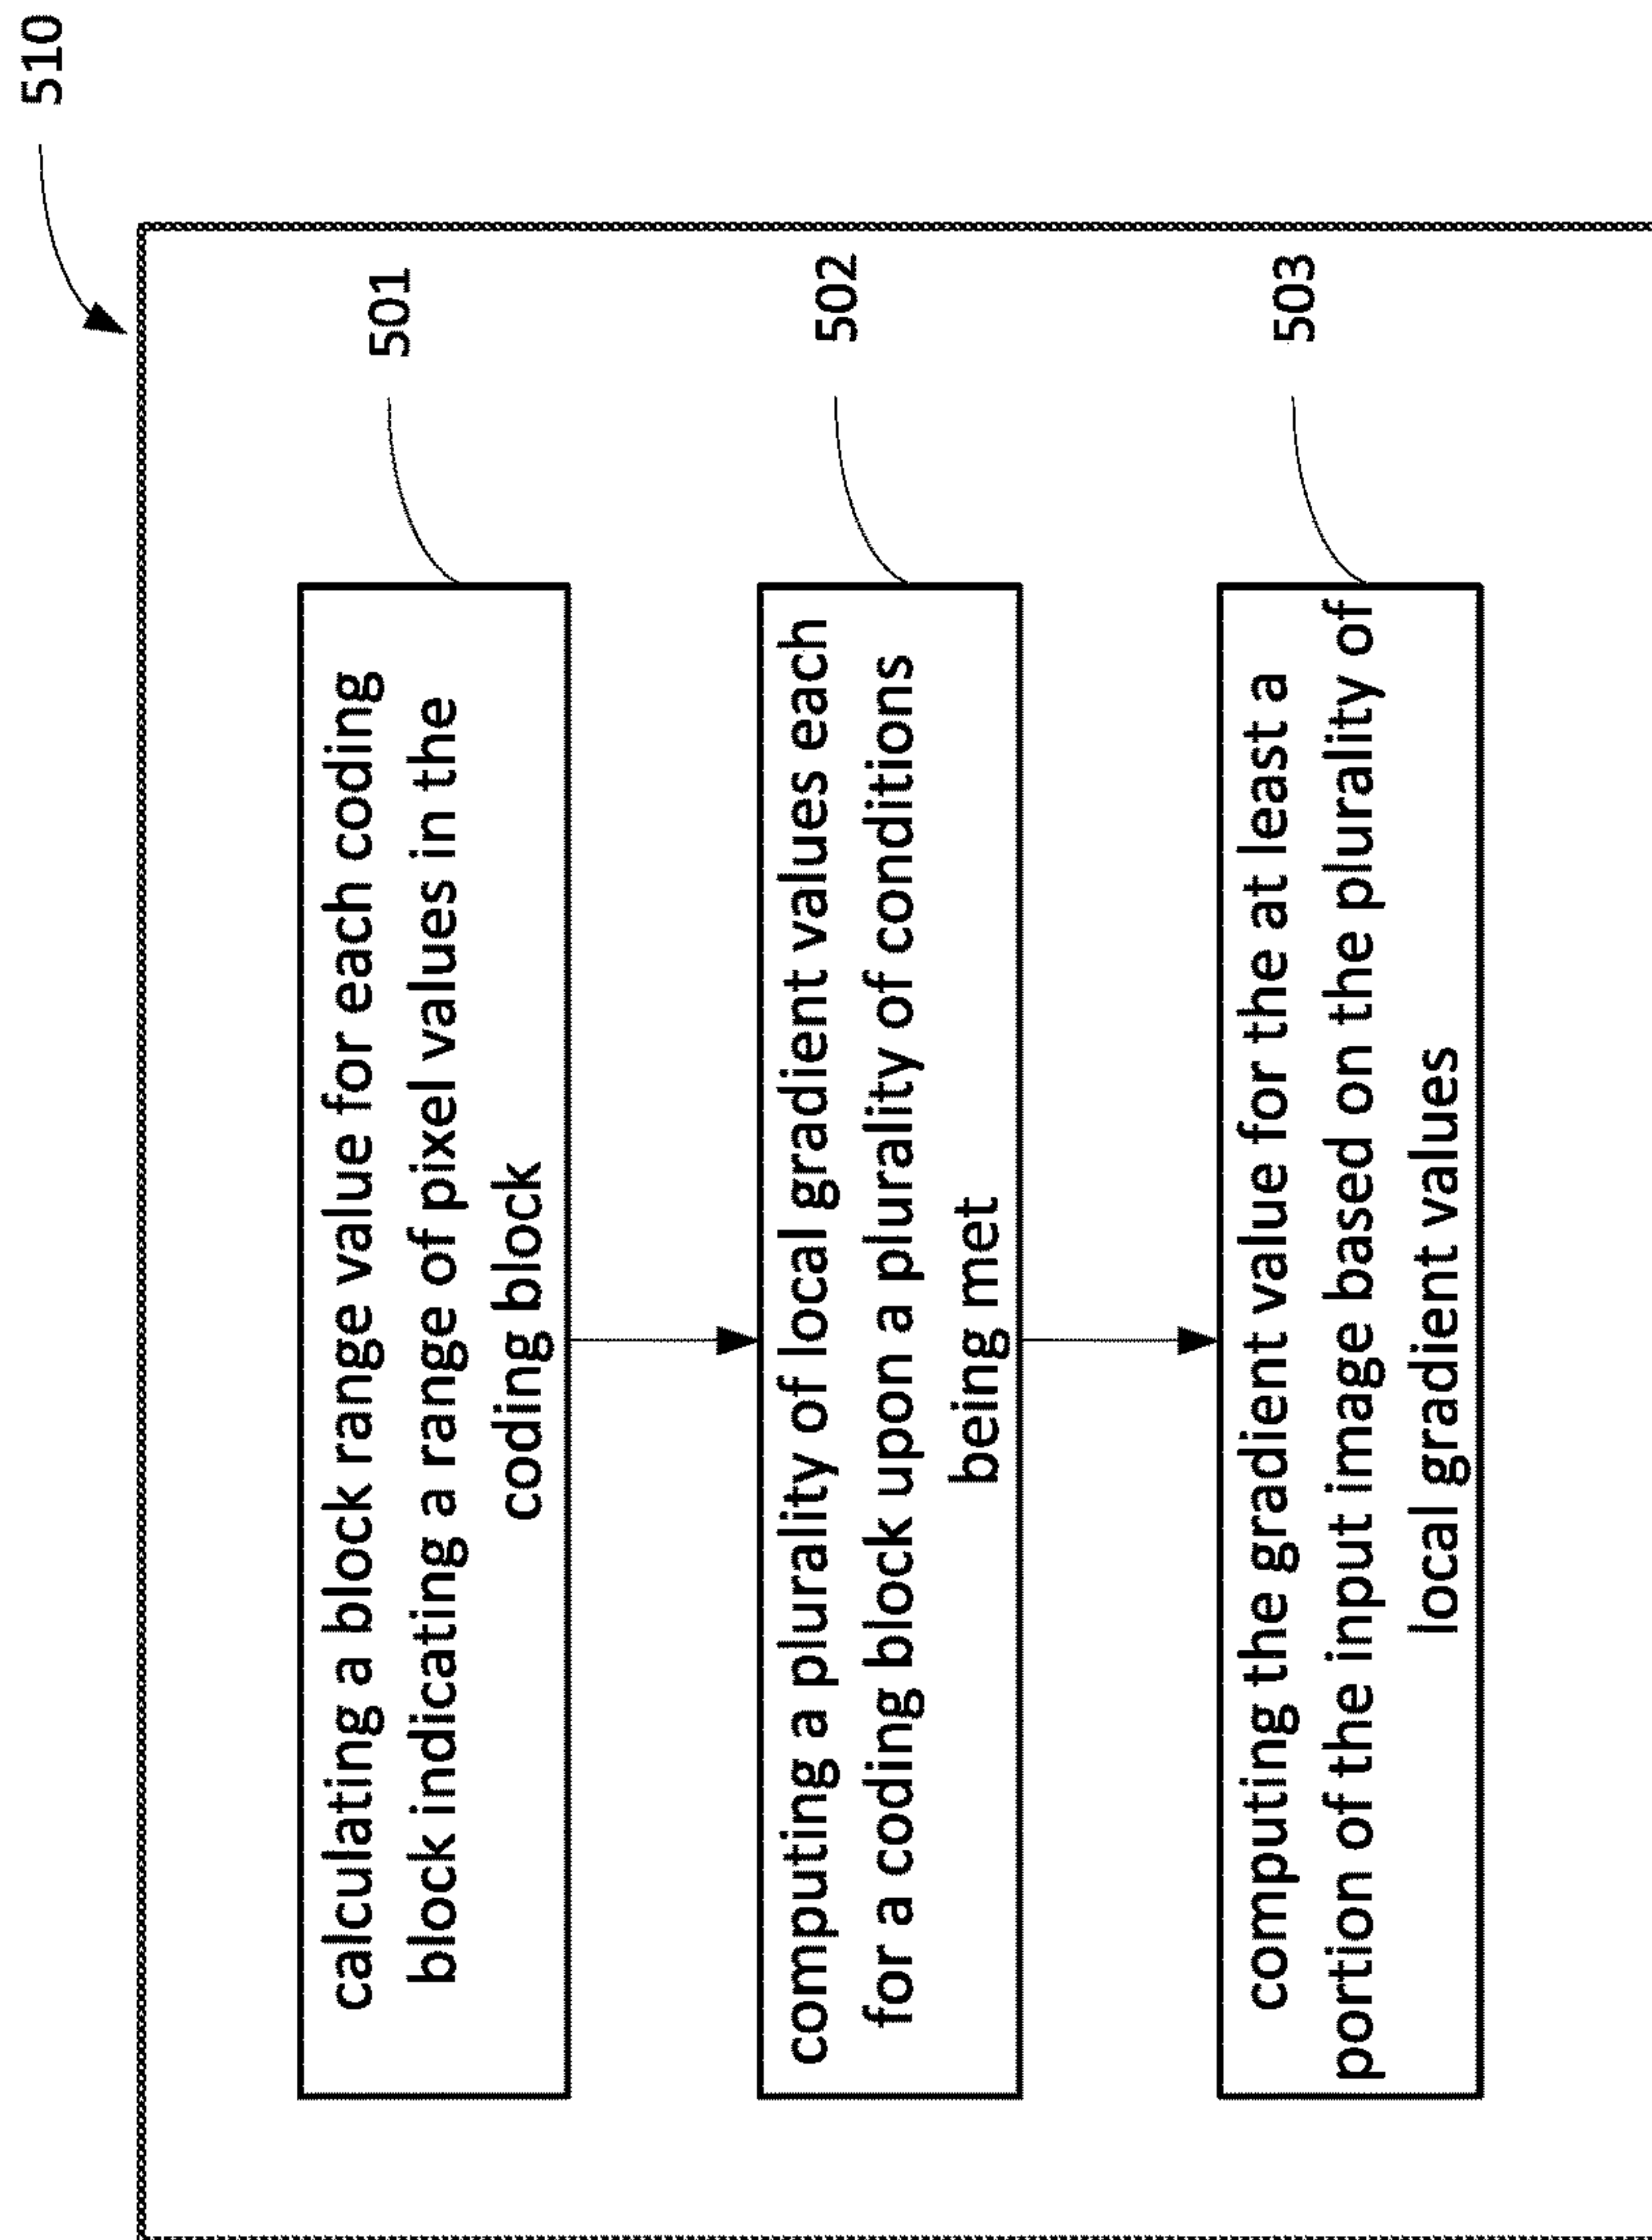 510
501
calculating a block range value for each coding
block indicating a range of pixel values in the
coding block
502
computing a plurality of local gradient values each
for a coding block upon a plurality of conditions
being met
503
computing the gradient value for the at least a
portion of the input image based on the plurality of
local gradient values